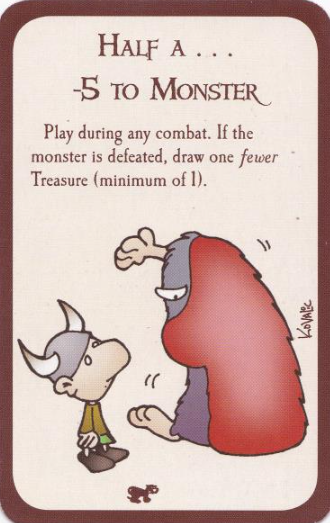 HALF A . . .
-5 TO MONSTER
Play during any combat. If the
monster is defeated, draw one fewer
Treasure (minimum of 1).
KOVALIC